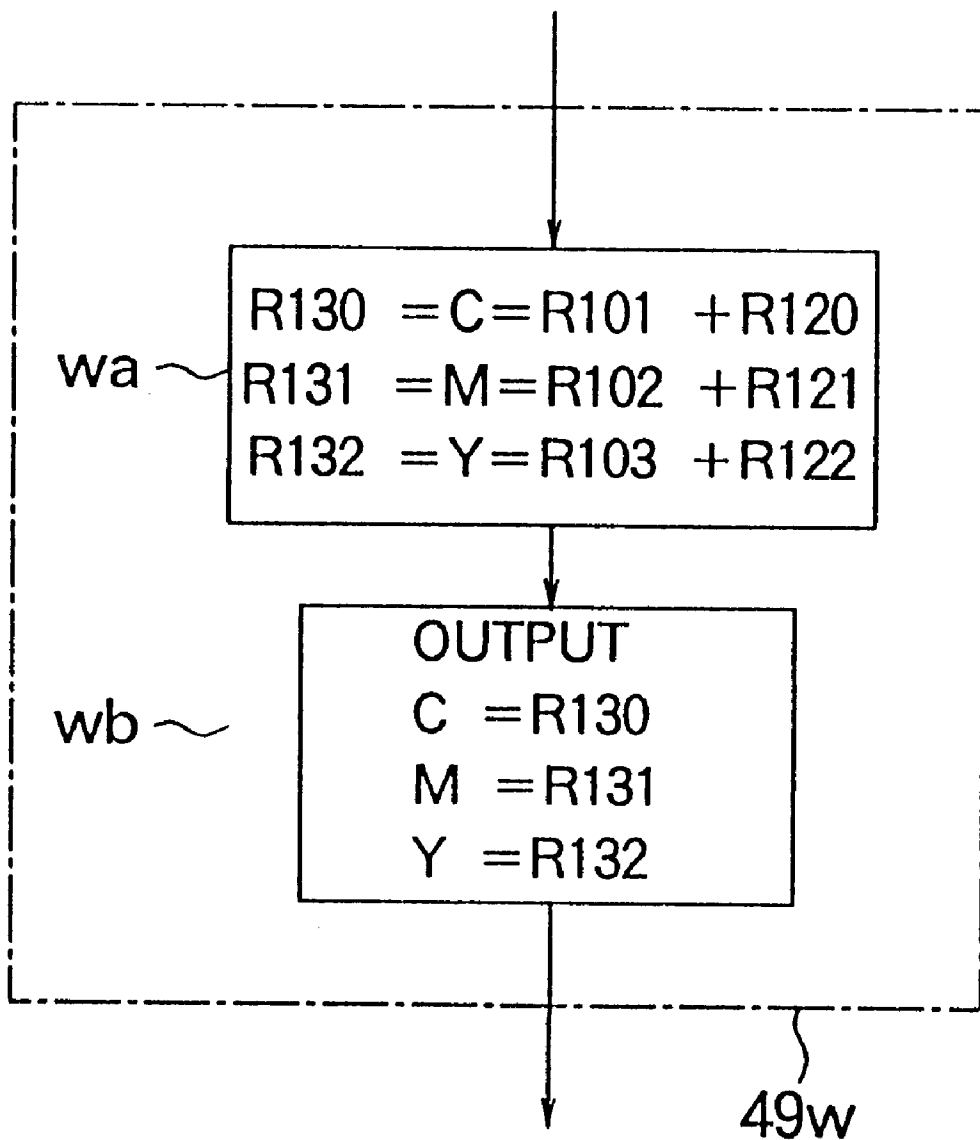 R130 =C=R101 +R120
wa
R131 =M=R102 +R121
R132 =Y=R103 +R122
OUTPUT
wb
C =R130
M =R131
Y =R132
49w